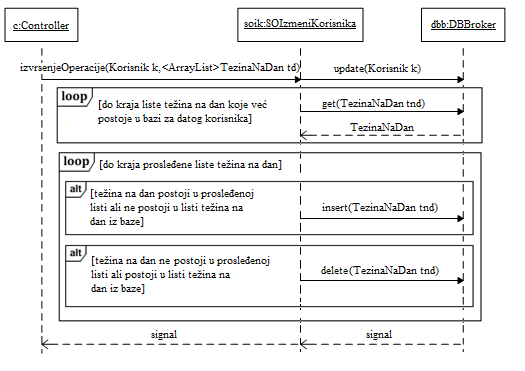 c:Controller
soik:SOIzmeniKorisnika
dbb:DBBroker
izvrsenjeOperacije(Korisnik k,<ArrayList>TezinaNaDan td)
update(Korisnik k)
loop
[do kraja liste težina na dan koje već
postoje u bazi za datog korisnika]
get(TezinaNaDan tnd)
TezinaNaDan
loop
[do kraja prosleđene liste težina na dan]
alt
[težina na dan postoji u prosleđenoj
listi ali ne postoji u listi težina na
dan iz baze]
insert(TezinaNaDan tnd)
alt
[težina na dan ne postoji u prosleđenoj
listi ali postoji u listi težina na
dan iz baze]
delete(TezinaNaDan tnd)
signal
signal